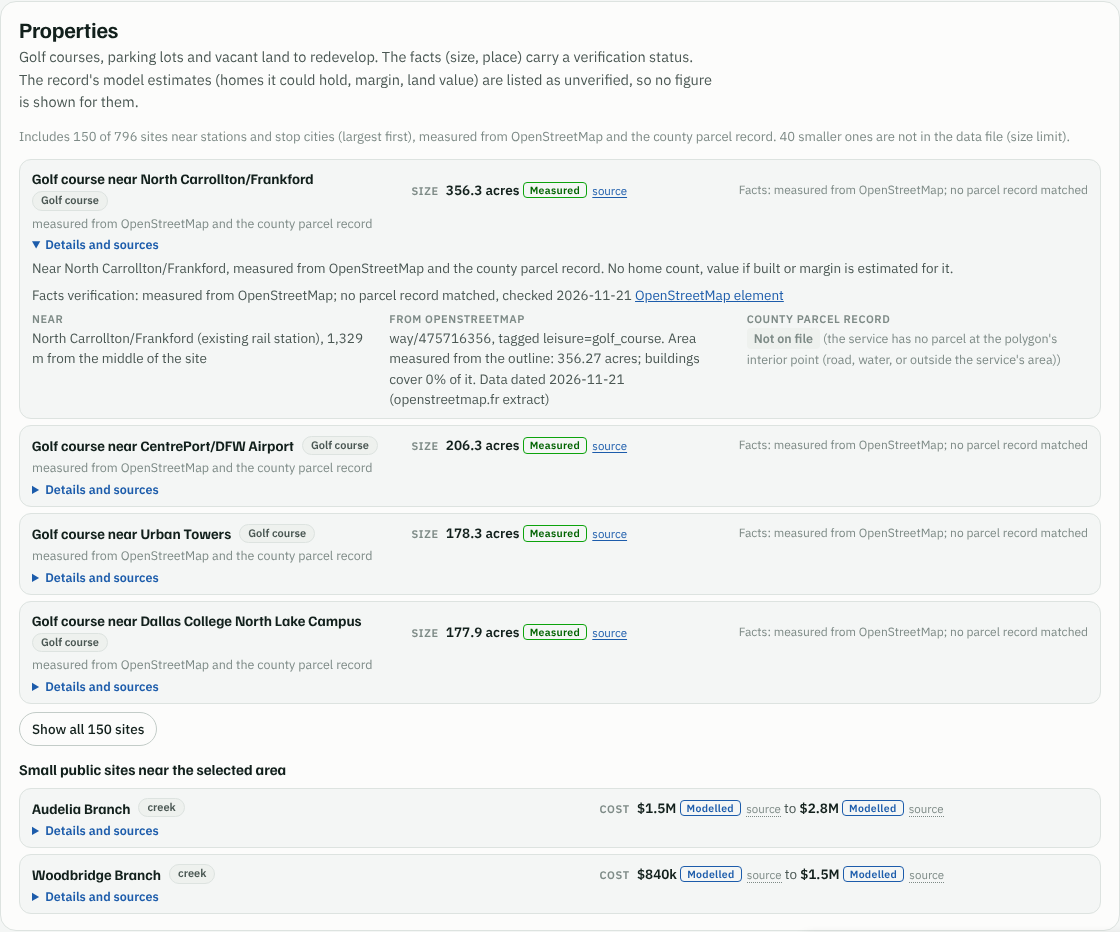 Properties
Golf courses, parking lots and vacant land to redevelop. The facts (size, place) carry a verification status.
The record's model estimates (homes it could hold, margin, land value) are listed as unverified, so no figure
is shown for them.
Includes 150 of 796 sites near stations and stop cities (largest first), measured from OpenStreetMap and the county parcel record. 40 smaller ones are not in the data file (size limit).
Golf course near North Carrollton/Frankford
Golf course
SIZE 356.3 acres Measured source
Facts: measured from OpenStreetMap; no parcel record matched
measured from OpenStreetMap and the county parcel record
▼ Details and sources
Near North Carrollton/Frankford, measured from OpenStreetMap and the county parcel record. No home count, value if built or margin is estimated for it.
Facts verification: measured from OpenStreetMap; no parcel record matched, checked 2026-11-21 OpenStreetMap element
NEAR
North Carrollton/Frankford (existing rail station), 1,329
m from the middle of the site
FROM OPENSTREETMAP
way/475716356, tagged leisure=golf_course. Area
measured from the outline: 356.27 acres; buildings
cover 0% of it. Data dated 2026-11-21
(openstreetmap.fr extract)
COUNTY PARCEL RECORD
Not on file (the service has no parcel at the polygon's
interior point (road, water, or outside the service's area))
Golf course near CentrePort/DFW Airport Golf course
SIZE 206.3 acres Measured source
Facts: measured from OpenStreetMap; no parcel record matched
measured from OpenStreetMap and the county parcel record
▶ Details and sources
Golf course near Urban Towers Golf course
SIZE 178.3 acres Measured source
Facts: measured from OpenStreetMap; no parcel record matched
measured from OpenStreetMap and the county parcel record
▶ Details and sources
Golf course near Dallas College North Lake Campus
Golf course
SIZE 177.9 acres Measured source
Facts: measured from OpenStreetMap; no parcel record matched
measured from OpenStreetMap and the county parcel record
▶ Details and sources
Show all 150 sites
Small public sites near the selected area
Audelia Branch creek
COST $1.5M Modelled source to $2.8M Modelled source
▶ Details and sources
Woodbridge Branch creek
COST $840k Modelled source to $1.5M Modelled source
▶ Details and sources